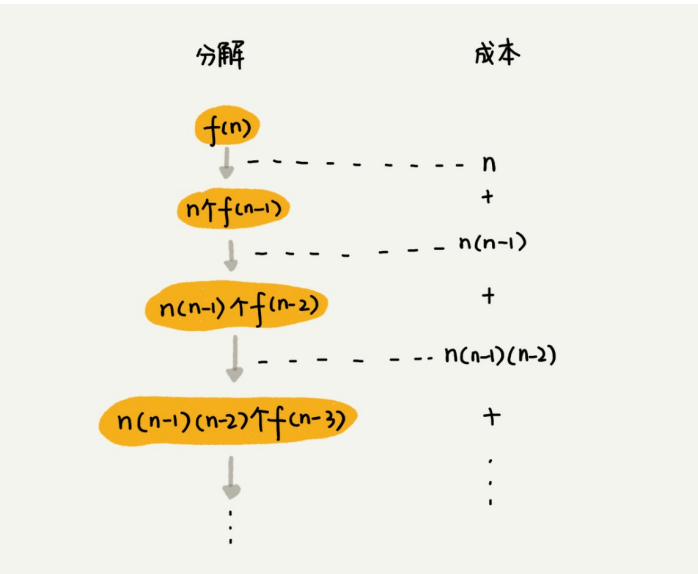 分解 成本
f(n)
n
n个f(n-1)
+
n(n-1)
n(n-1)个f(n-2)
+
n(n-1)(n-2)
n(n-1)(n-2)个f(n-3)
+